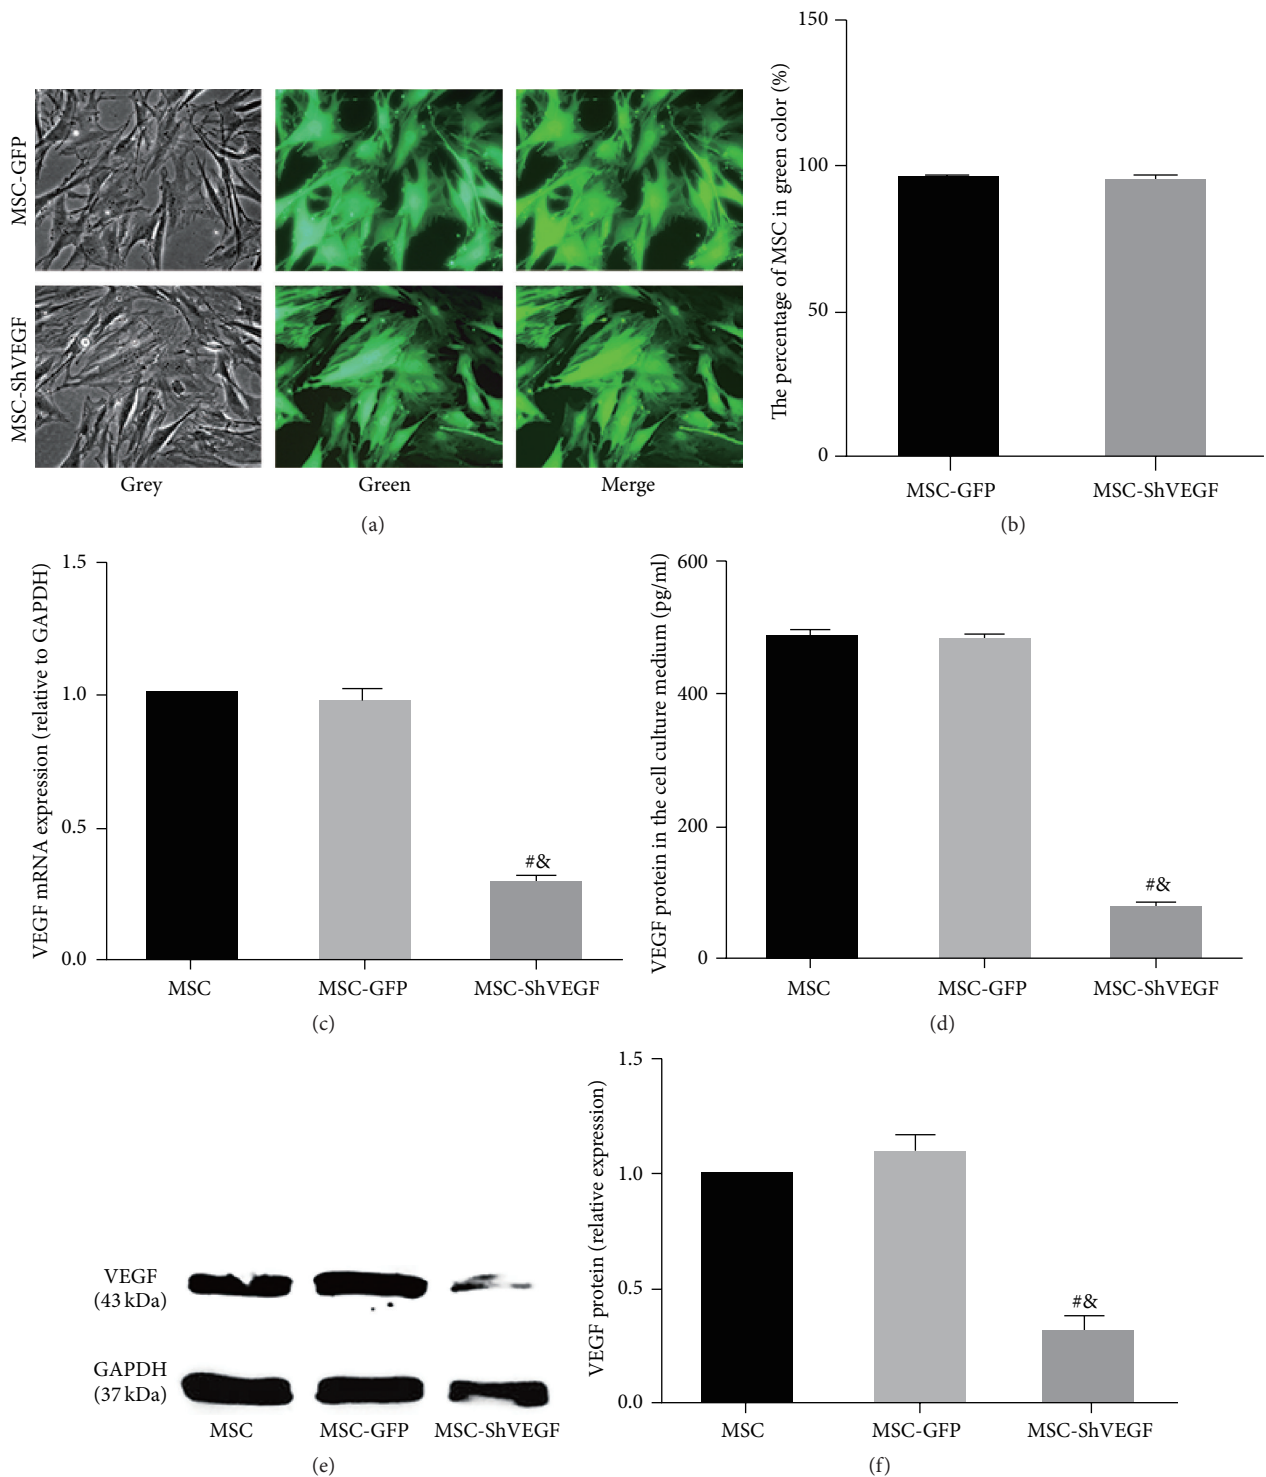 MSC-GFP
MSC-ShVEGF
Grey
Green
Merge
(a)
The percentage of MSC in green color (%)
150
100
50
0
MSC-GFP
MSC-ShVEGF
(b)
VEGF mRNA expression (relative to GAPDH)
1.5
1.0
0.5
0.0
#&
MSC
MSC-GFP
MSC-ShVEGF
(c)
VEGF protein in the cell culture medium (pg/ml)
600
400
200
0
#&
MSC
MSC-GFP
MSC-ShVEGF
(d)
VEGF
(43 kDa)
GAPDH
(37 kDa)
MSC
MSC-GFP
MSC-ShVEGF
(e)
VEGF protein (relative expression)
1.5
1.0
0.5
0.0
#&
MSC
MSC-GFP
MSC-ShVEGF
(f)